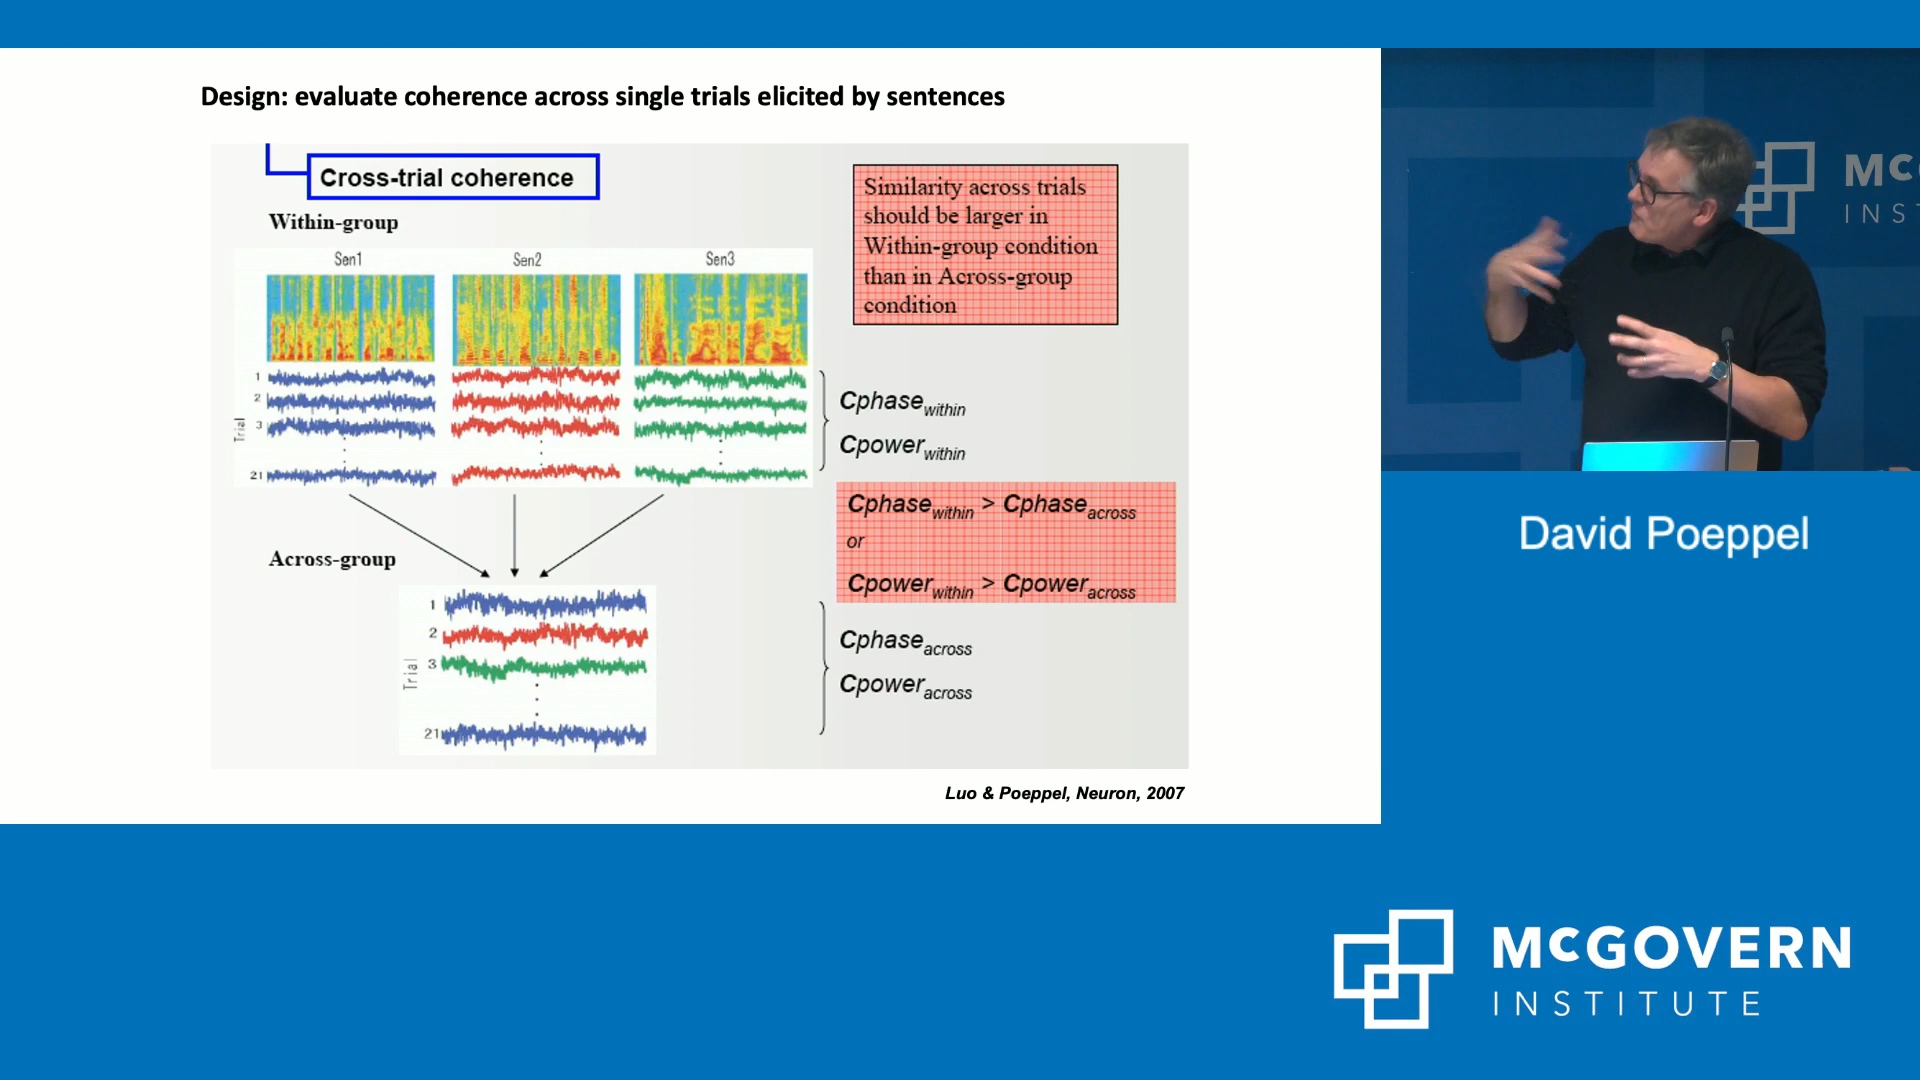 Design: evaluate coherence across single trials elicited by sentences
Cross-trial coherence
Within-group
Sen1
Sen2
Sen3
Trial
1
2
3
21
Similarity across trials
should be larger in
Within-group condition
than in Across-group
condition
Cphase within
Cpower within
Cphase within > Cphase across
or
Cpower within > Cpower across
Across-group
Trial
1
2
3
21
Cphase across
Cpower across
Luo & Poeppel, Neuron, 2007
MC
INST
David Poeppel
McGOVERN
INSTITUTE